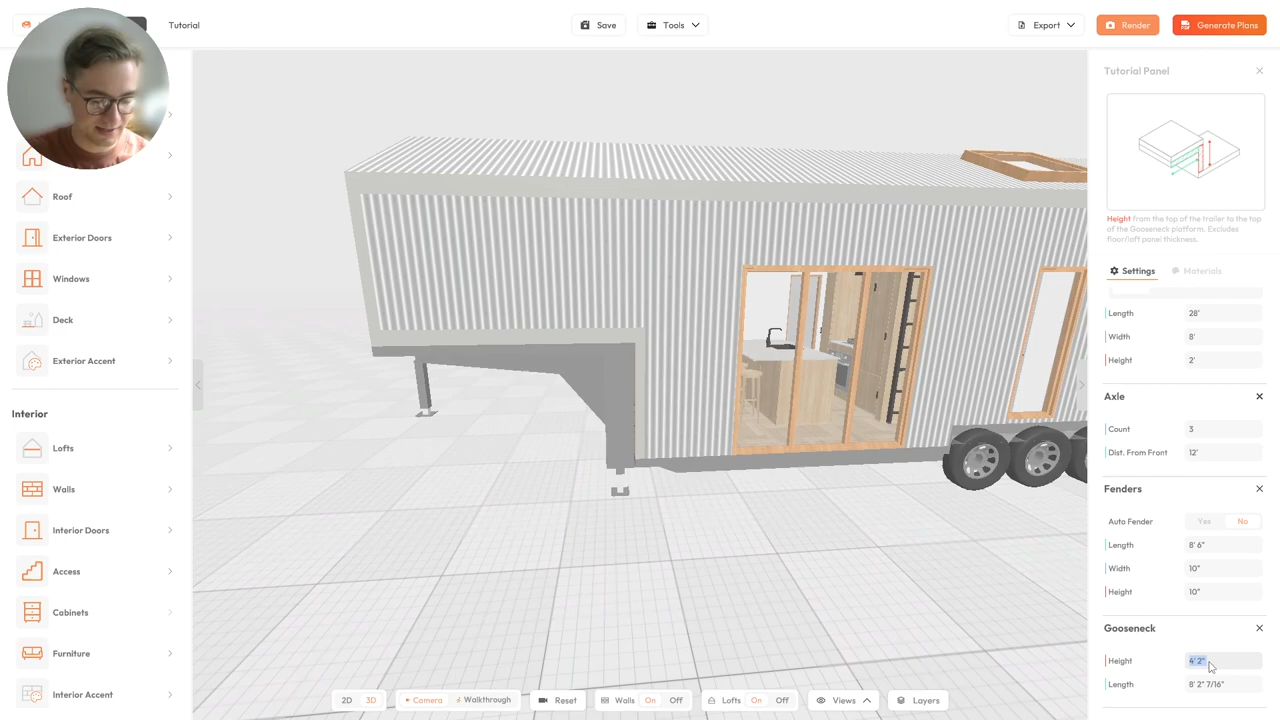 Tutorial
Save
Tools
Export
Render
Generate Plans
Roof
Exterior Doors
Windows
Deck
Exterior Accent
Interior
Lofts
Walls
Interior Doors
Access
Cabinets
Furniture
Interior Accent
Tutorial Panel
Height from the top of the trailer to the top
of the Gooseneck platform. Excludes
floor/loft panel thickness.
Settings
Materials
Length 28'
Width 8'
Height 2'
Axle
Count 3
Dist. From Front 12'
Fenders
Auto Fender Yes No
Length 8' 6"
Width 10"
Height 10"
Gooseneck
Height 4' 2"
Length 8' 2" 7/16"
2D 3D Camera Walkthrough Reset Walls On Off Lofts On Off Views Layers